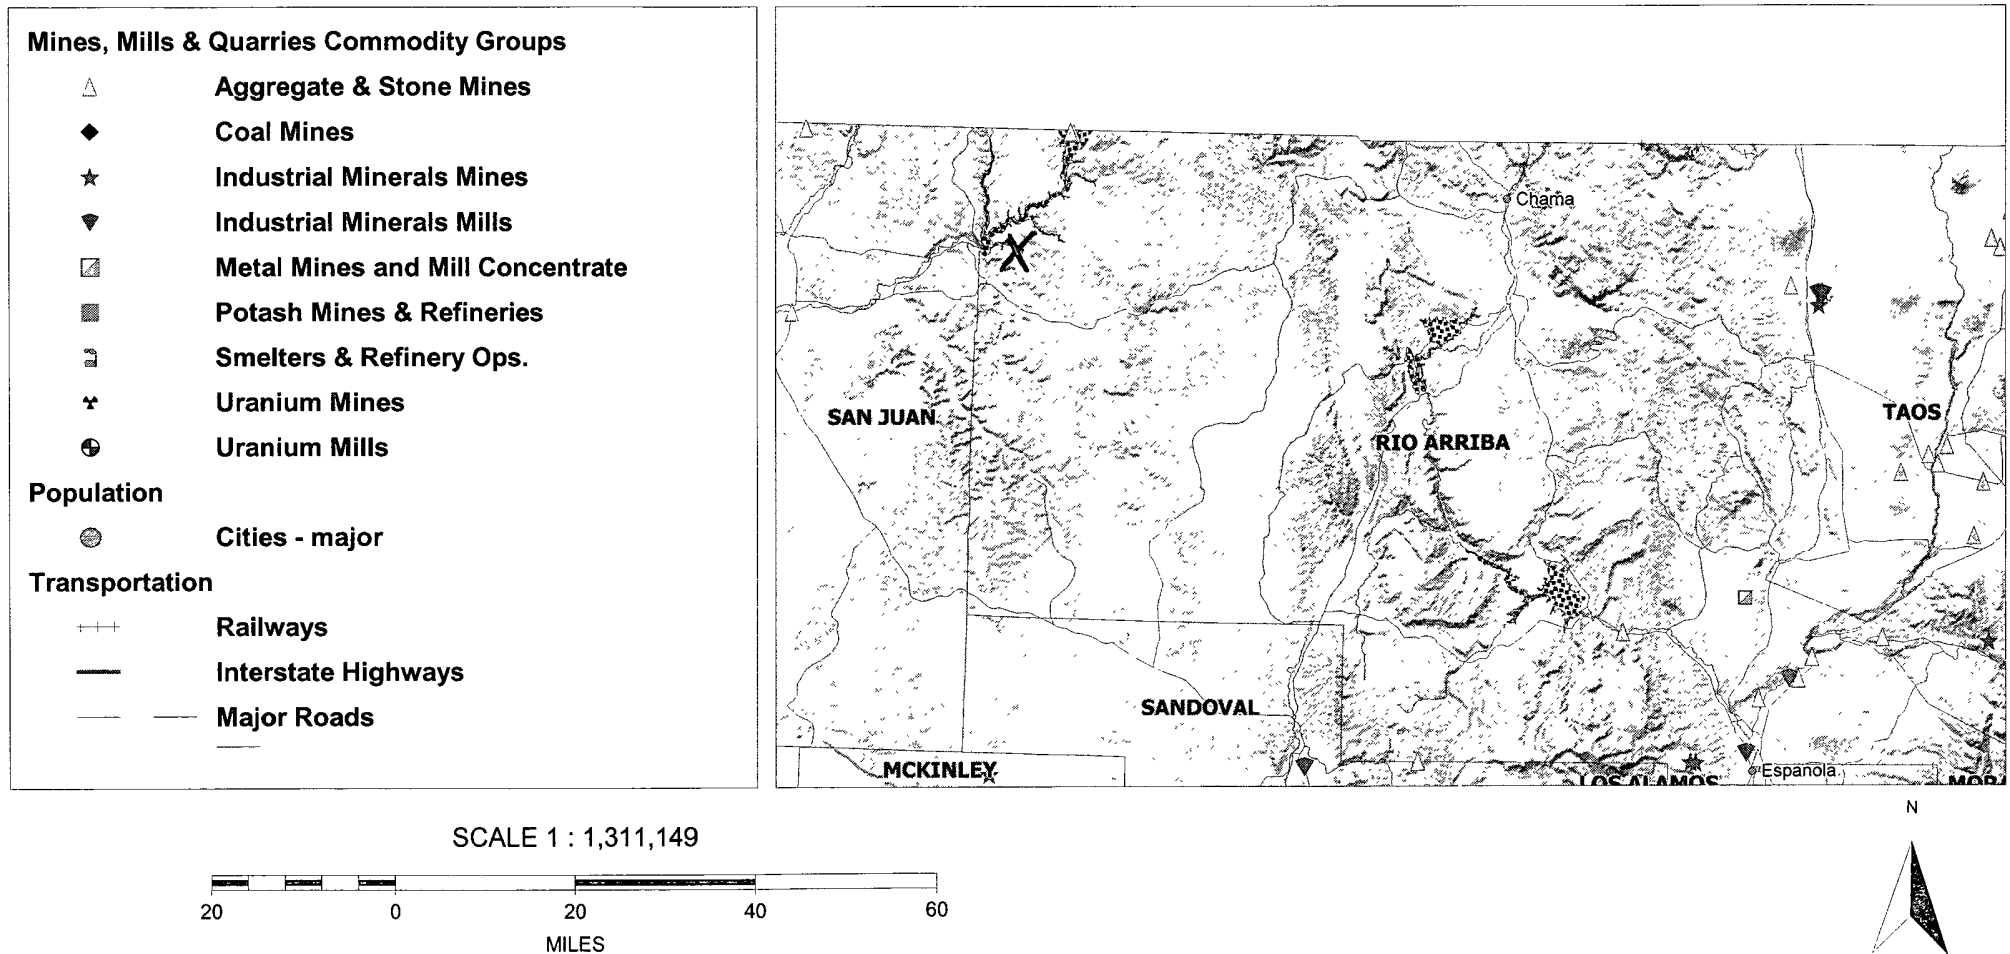 Mines, Mills & Quarries Commodity Groups
Aggregate & Stone Mines
Coal Mines
Industrial Minerals Mines
Industrial Minerals Mills
Metal Mines and Mill Concentrate
Potash Mines & Refineries
Smelters & Refinery Ops.
Uranium Mines
Uranium Mills
Population
Cities - major
Transportation
Railways
Interstate Highways
Major Roads
Chama
X
SAN JUAN
TAOS
RIO ARRIBA
SANDOVAL
MCKINLEY
LOS ALAMOS
Espanola
MORA
SCALE 1 : 1,311,149
20 0 20 40 60
MILES
N